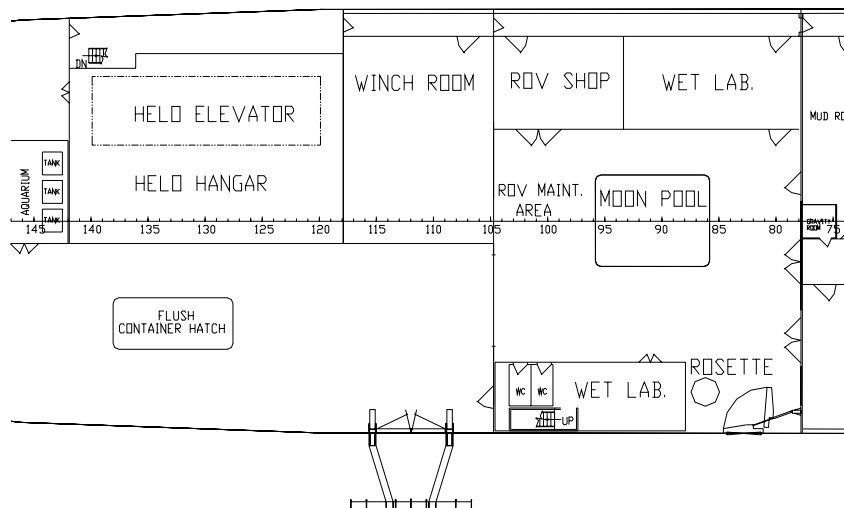 DN
HELO ELEVATOR
HELO HANGAR
WINCH ROOM
ROV SHOP
WET LAB.
AQUARIUM
TANK
TANK
TANK
ROV MAINT.
AREA
MOON POOL
GRAVITY
ROOM
145 140 135 130 125 120 115 110 105 100 95 90 85 80 75
FLUSH
CONTAINER HATCH
WC
WC
UP
WET LAB.
ROSETTE